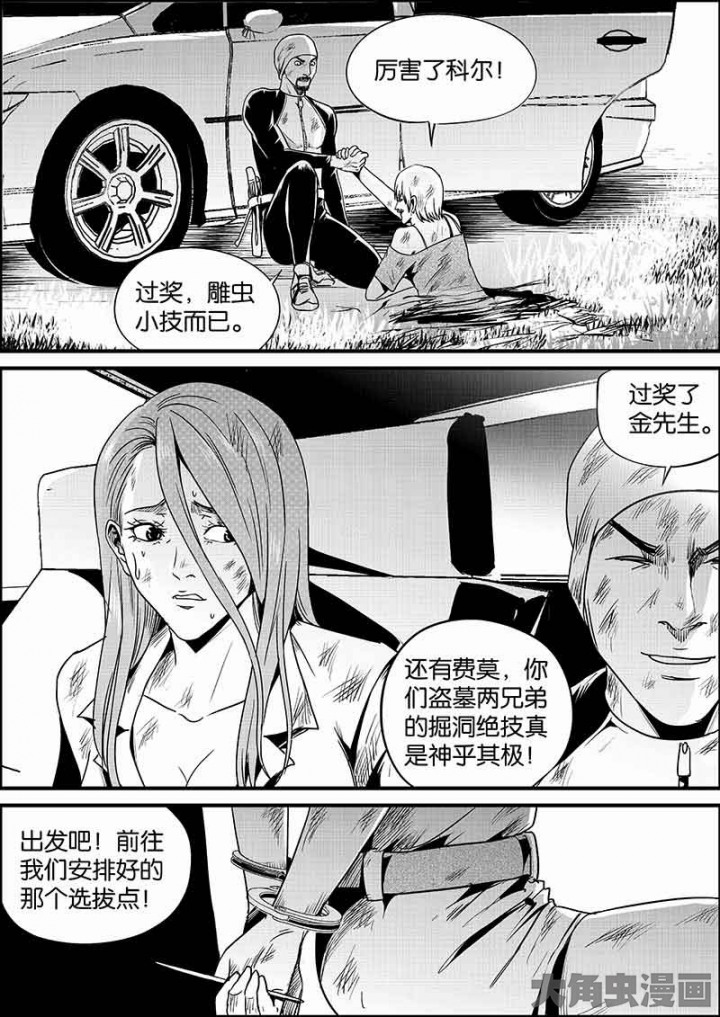 厉害了科尔！
过奖，雕虫
小技而已。
过奖了
金先生。
还有费莫，你
们盗墓两兄弟
的掘洞绝技真
是神乎其极！
出发吧！前往
我们安排好的
那个选拔点！
大角虫漫画